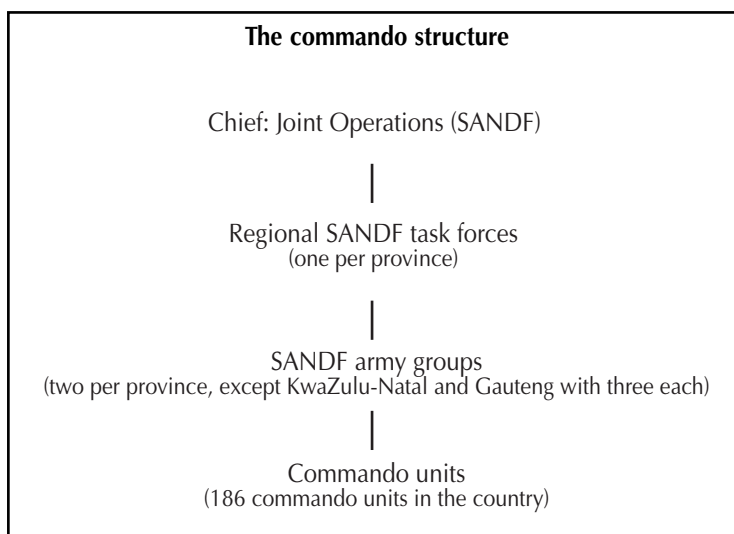 The commando structure
Chief: Joint Operations (SANDF)
Regional SANDF task forces
(one per province)
SANDF army groups
(two per province, except KwaZulu-Natal and Gauteng with three each)
Commando units
(186 commando units in the country)